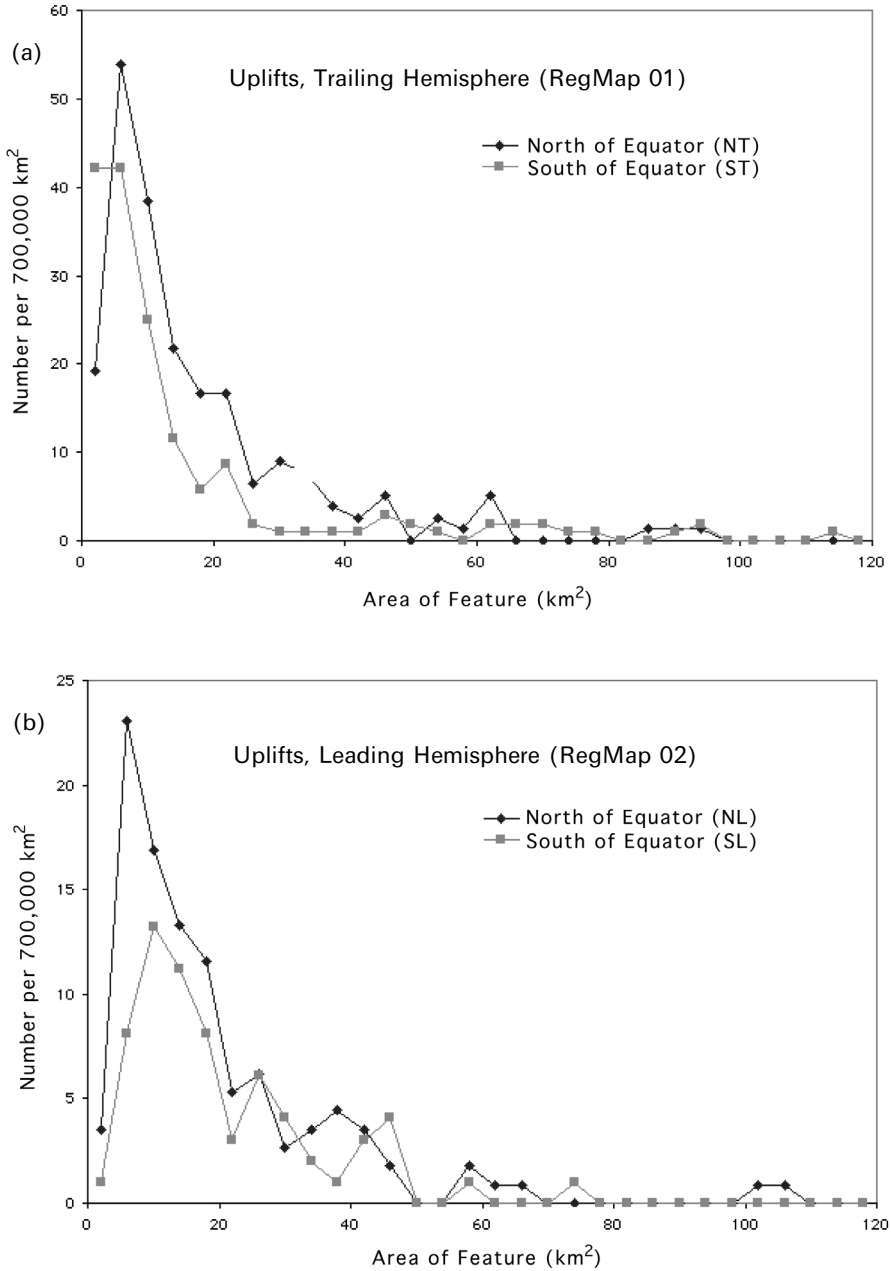 (a)
Uplifts, Trailing Hemisphere (RegMap 01)
North of Equator (NT)
South of Equator (ST)
Number per 700,000 km²
60
50
40
30
20
10
0
0 20 40 60 80 100 120
Area of Feature (km²)
(b)
Uplifts, Leading Hemisphere (RegMap 02)
North of Equator (NL)
South of Equator (SL)
Number per 700,000 km²
25
20
15
10
5
0
0 20 40 60 80 100 120
Area of Feature (km²)